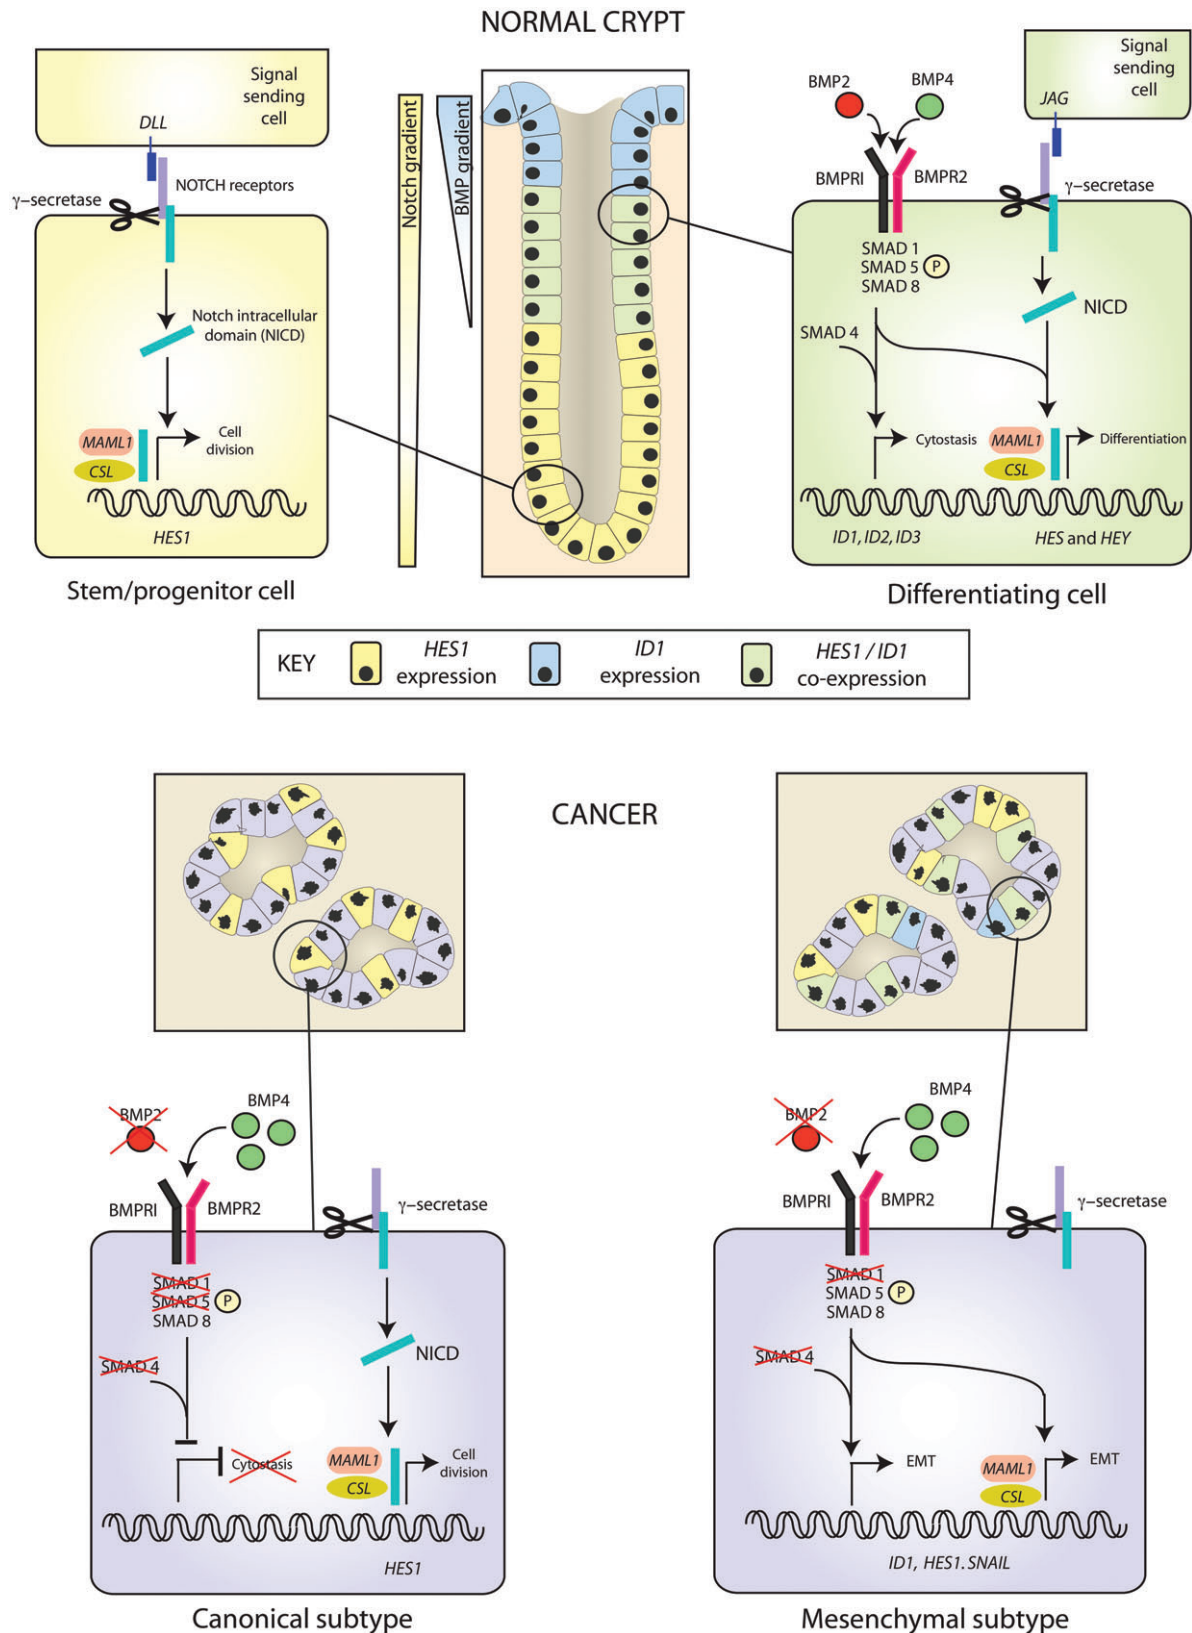 NORMAL CRYPT
Signal
sending
cell
DLL
NOTCH receptors
γ–secretase
Notch intracellular
domain (NICD)
MAML1
CSL
Cell
division
HES1
Stem/progenitor cell
Notch gradient
BMP gradient
Signal
sending
cell
JAG
BMP2
BMP4
BMPRI
BMPR2
γ–secretase
SMAD 1
SMAD 5
P
SMAD 8
NICD
SMAD 4
Cytostasis
MAML1
CSL
Differentiation
ID1, ID2, ID3
HES and HEY
Differentiating cell
KEY
HES1
expression
ID1
expression
HES1 / ID1
co-expression
CANCER
BMP2
BMP4
BMPRI
BMPR2
γ–secretase
SMAD 1
SMAD 5
P
SMAD 8
NICD
SMAD 4
Cytostasis
MAML1
CSL
Cell
division
HES1
Canonical subtype
BMP2
BMP4
BMPRI
BMPR2
γ–secretase
SMAD 1
SMAD 5
P
SMAD 8
SMAD 4
EMT
MAML1
CSL
EMT
ID1, HES1. SNAIL
Mesenchymal subtype